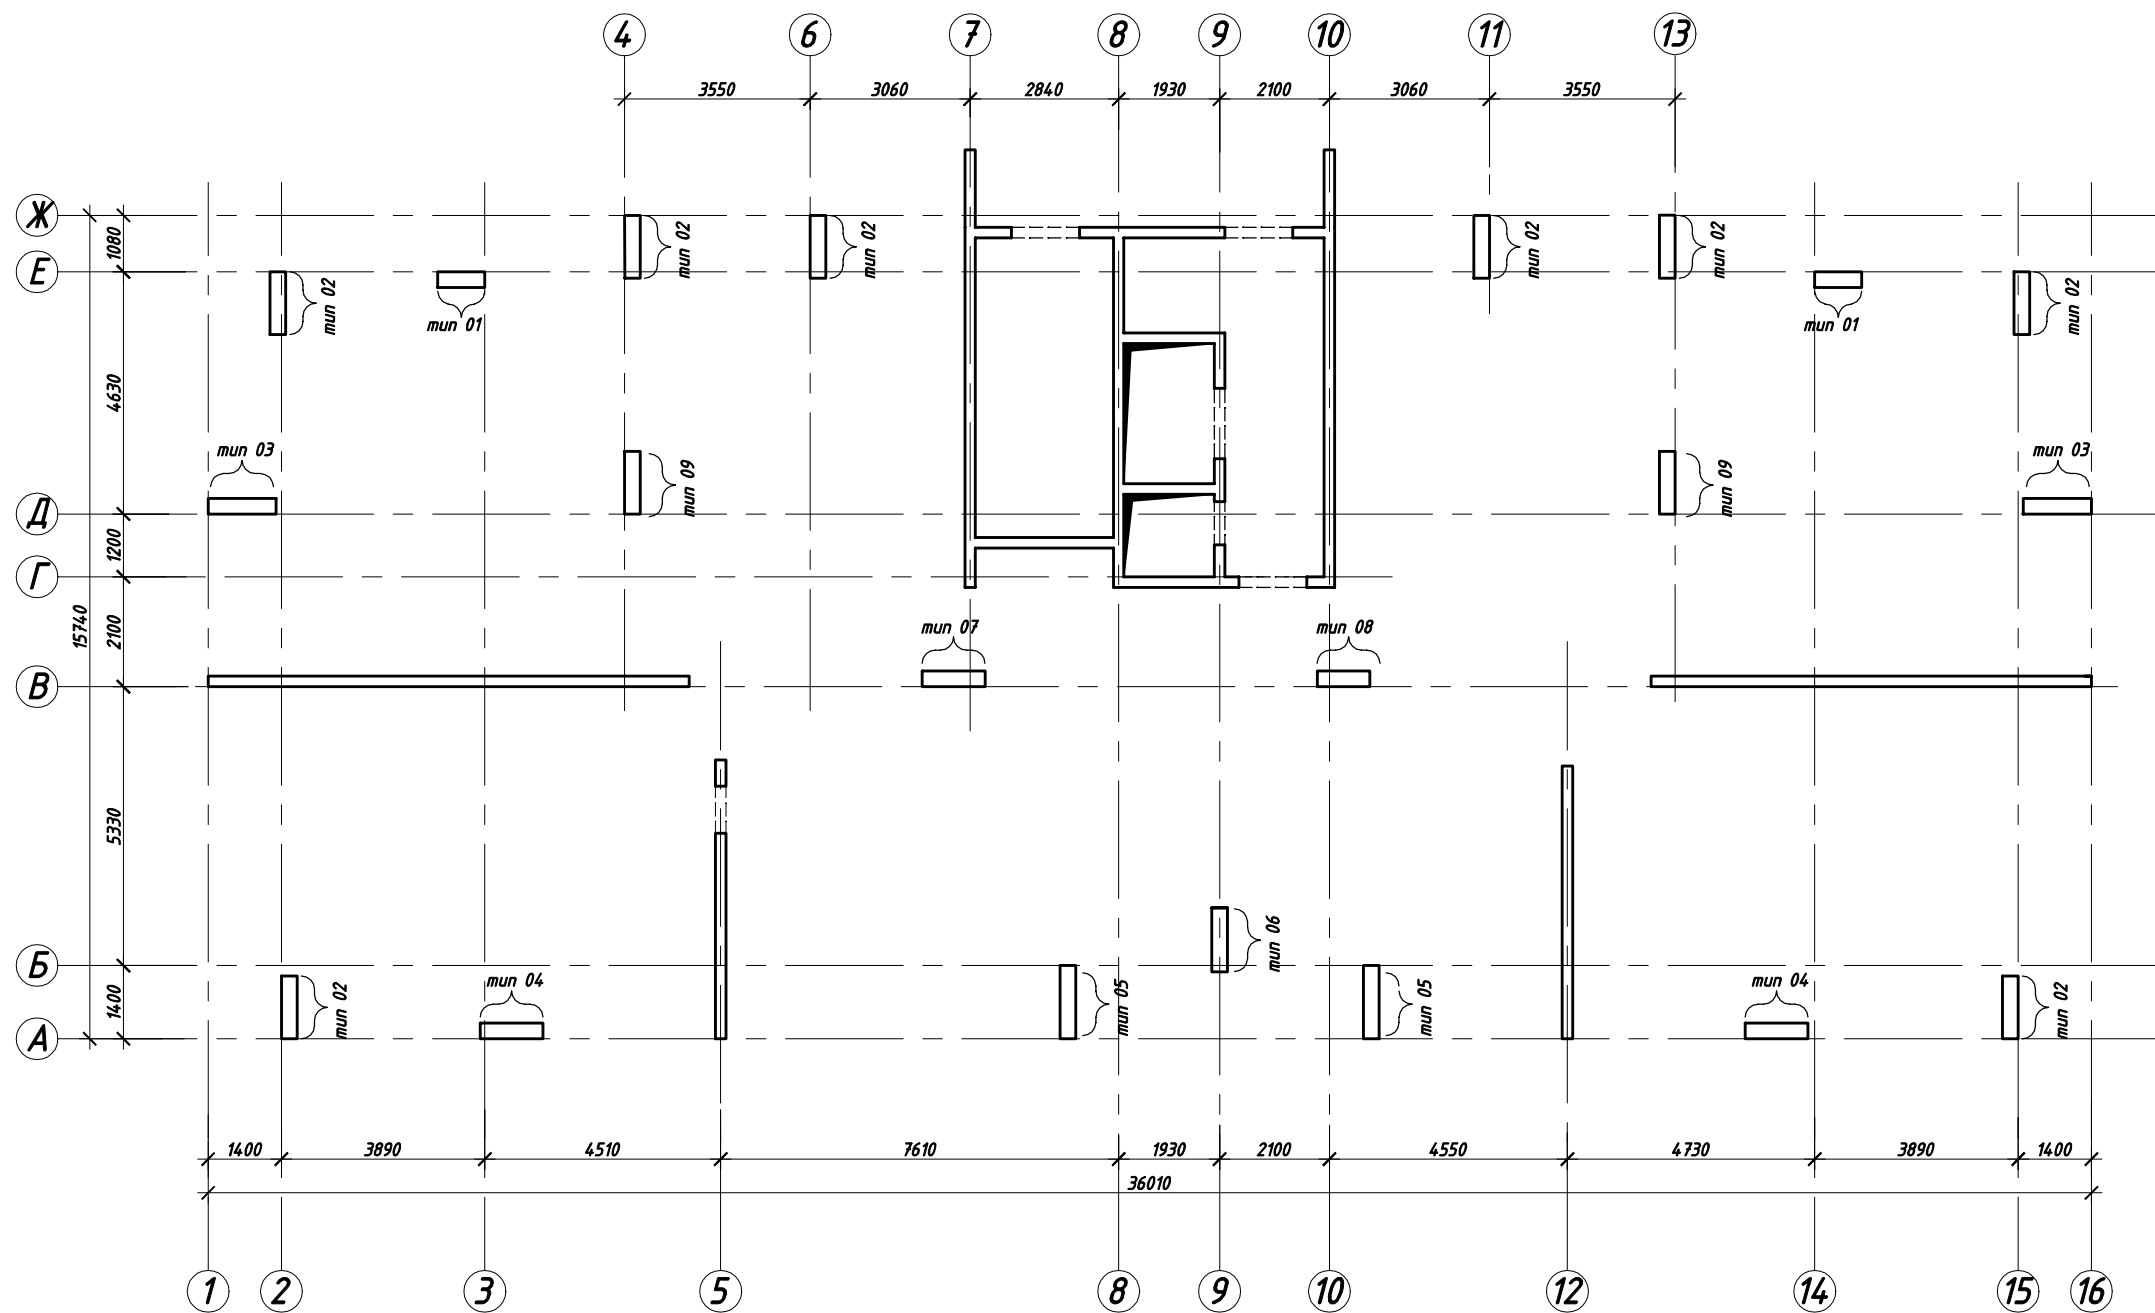 4 6 7 8 9 10 11 13
3550 3060 2840 1930 2100 3060 3550
Ж
1080
тип 02
тип 02
тип 02
тип 02
Е
тип 02
тип 01
тип 01
тип 02
4630
тип 03
тип 09
тип 09
тип 03
Д
1200
Г
15740
2100
тип 07
тип 08
В
5330
тип 06
Б
1400
тип 02
тип 04
тип 05
тип 05
тип 04
тип 02
А
1400 3890 4510 7610 1930 2100 4550 4730 3890 1400
36010
1 2 3 5 8 9 10 12 14 15 16